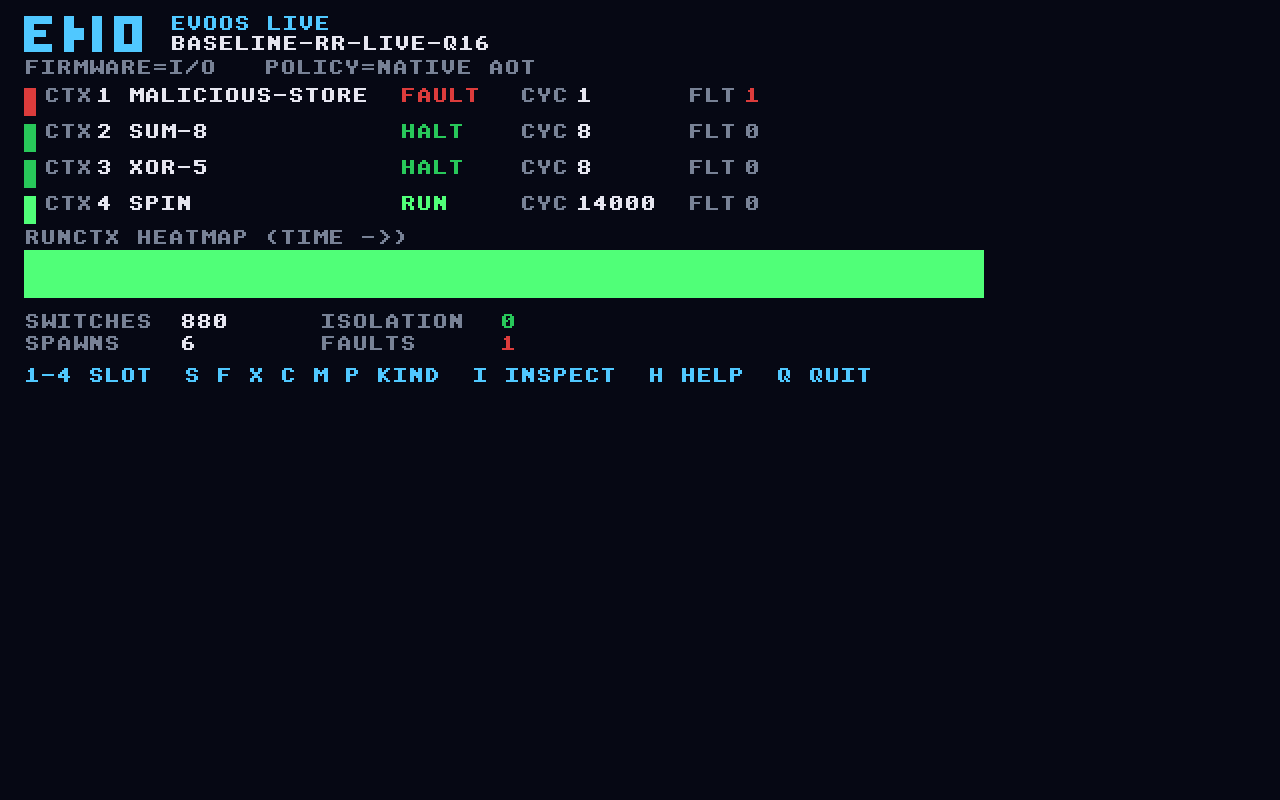 EVOOS LIVE
BASELINE-RR-LIVE-Q16
FIRMWARE=I/O POLICY=NATIVE AOT
CTX 1 MALICIOUS-STORE FAULT CYC 1 FLT 1
CTX 2 SUM-8 HALT CYC 8 FLT 0
CTX 3 XOR-5 HALT CYC 8 FLT 0
CTX 4 SPIN RUN CYC 14000 FLT 0
RUNCTX HEATMAP (TIME ->)
SWITCHES 880 ISOLATION 0
SPAWNS 6 FAULTS 1
1-4 SLOT S F X C M P KIND I INSPECT H HELP Q QUIT